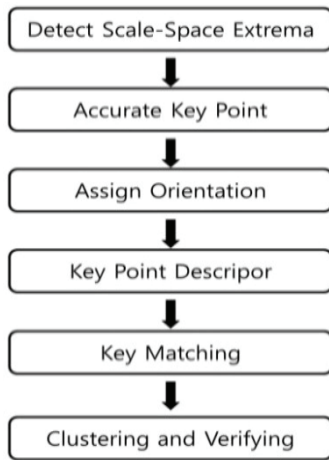 Detect Scale-Space Extrema
Accurate Key Point
Assign Orientation
Key Point Descripor
Key Matching
Clustering and Verifying